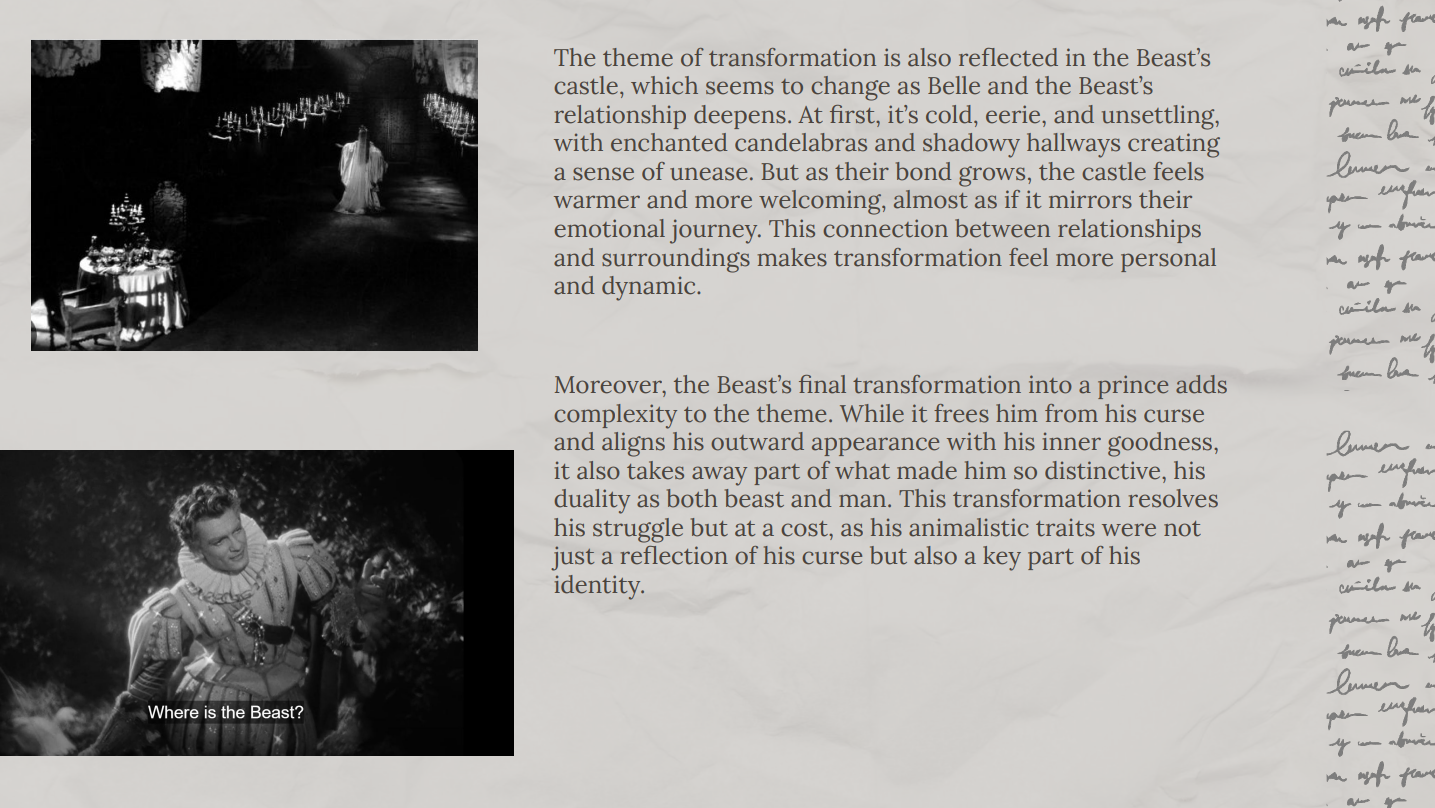 The theme of transformation is also reflected in the Beast’s
castle, which seems to change as Belle and the Beast’s
relationship deepens. At first, it’s cold, eerie, and unsettling,
with enchanted candelabras and shadowy hallways creating
a sense of unease. But as their bond grows, the castle feels
warmer and more welcoming, almost as if it mirrors their
emotional journey. This connection between relationships
and surroundings makes transformation feel more personal
and dynamic.
Moreover, the Beast’s final transformation into a prince adds
complexity to the theme. While it frees him from his curse
and aligns his outward appearance with his inner goodness,
it also takes away part of what made him so distinctive, his
duality as both beast and man. This transformation resolves
his struggle but at a cost, as his animalistic traits were not
just a reflection of his curse but also a key part of his
identity.
Where is the Beast?